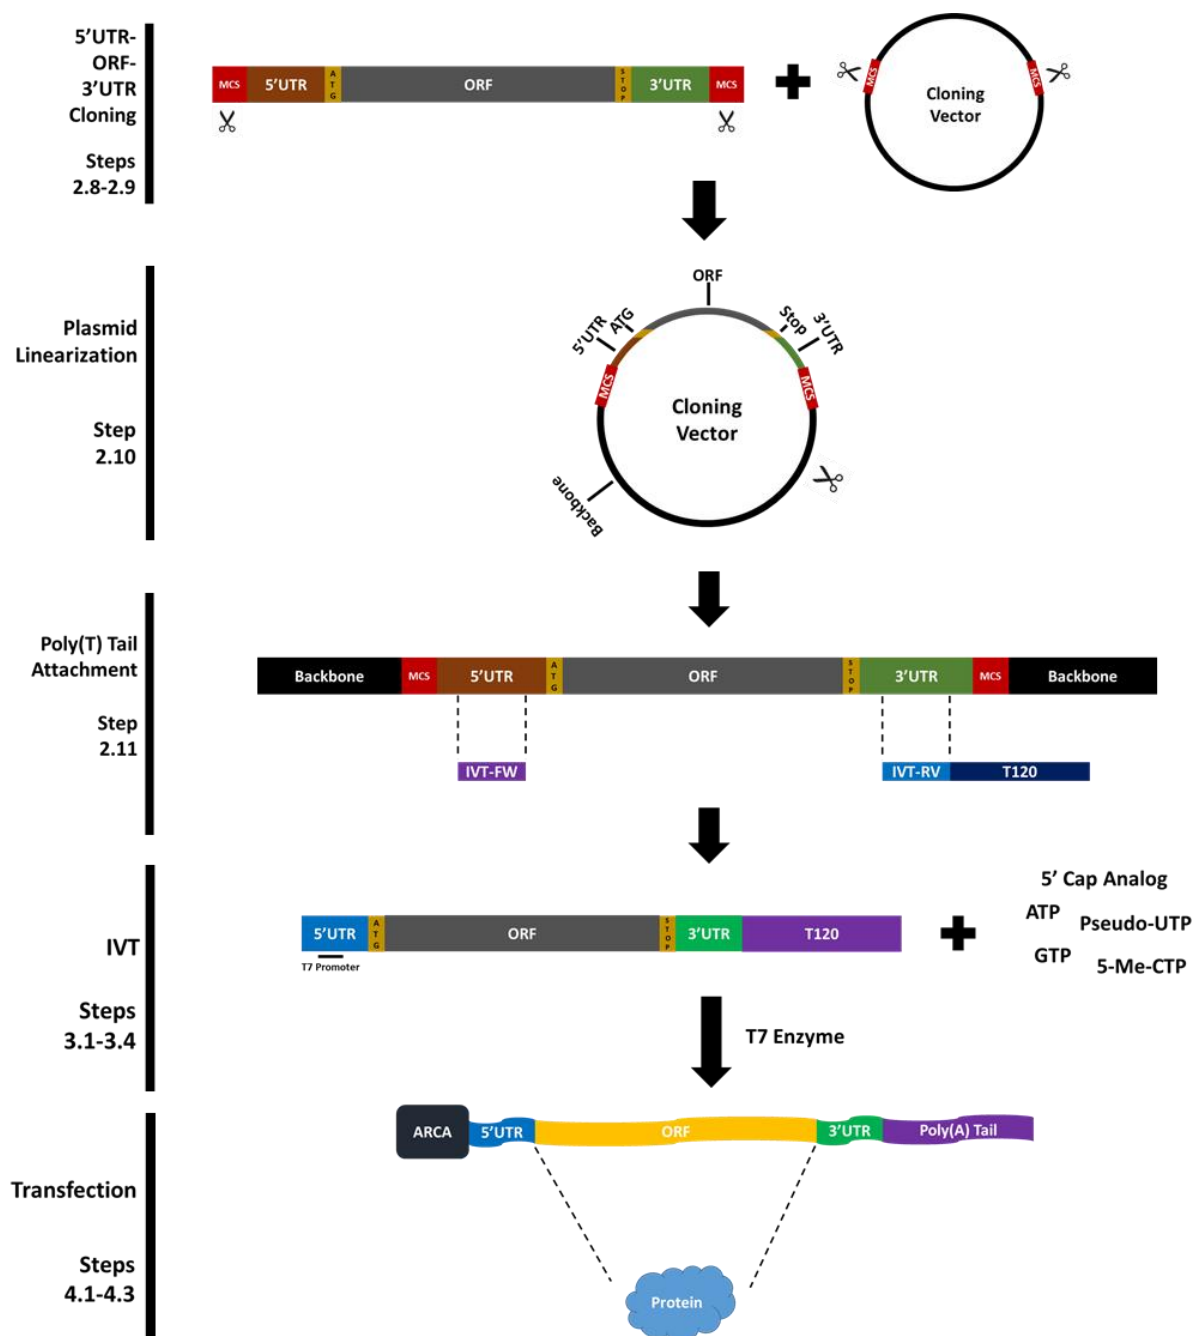 5'UTR-
ORF-
3'UTR
Cloning
Steps
2.8-2.9
MCS
5'UTR
ATG
ORF
STOP
3'UTR
MCS
MCS
MCS
Cloning
Vector
Plasmid
Linearization
Step
2.10
ORF
5'UTR
ATG
Stop
3'UTR
MCS
MCS
Cloning
Vector
Backbone
Poly(T) Tail
Attachment
Step
2.11
Backbone
MCS
5'UTR
ATG
ORF
STOP
3'UTR
MCS
Backbone
IVT-FW
IVT-RV
T120
IVT
Steps
3.1-3.4
5'UTR
ATG
ORF
STOP
3'UTR
T120
T7 Promoter
5' Cap Analog
ATP
Pseudo-UTP
GTP
5-Me-CTP
T7 Enzyme
Transfection
Steps
4.1-4.3
ARCA
5'UTR
ORF
3'UTR
Poly(A) Tail
Protein